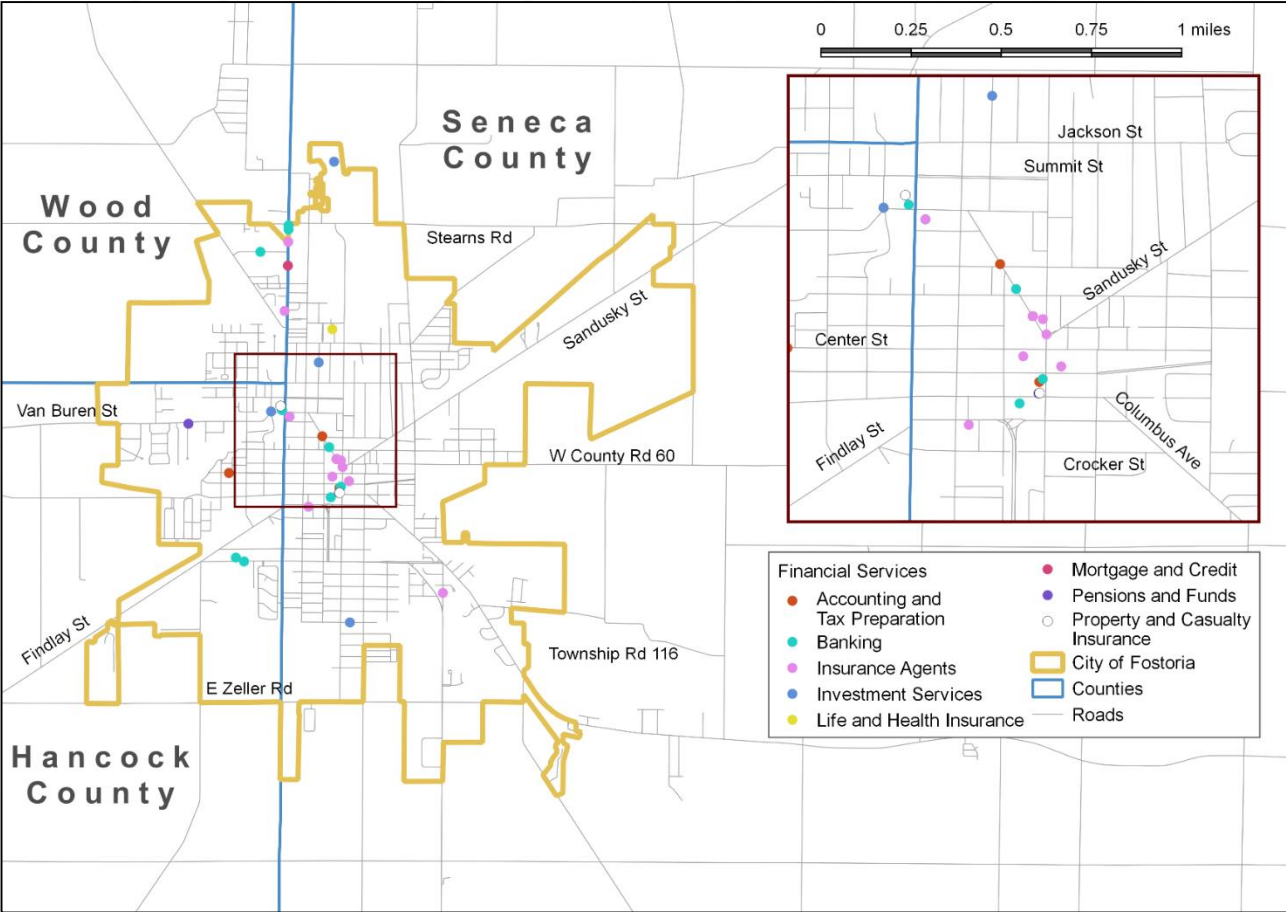 0 0.25 0.5 0.75 1 miles
Seneca
County
Wood
County
Stearns Rd
Sandusky St
Van Buren St
W County Rd 60
Findlay St
Township Rd 116
E Zeller Rd
Hancock
County
Jackson St
Summit St
Sandusky St
Center St
Columbus Ave
Findlay St
Crocker St
Financial Services
Accounting and
Tax Preparation
Banking
Insurance Agents
Investment Services
Life and Health Insurance
Mortgage and Credit
Pensions and Funds
Property and Casualty
Insurance
City of Fostoria
Counties
Roads